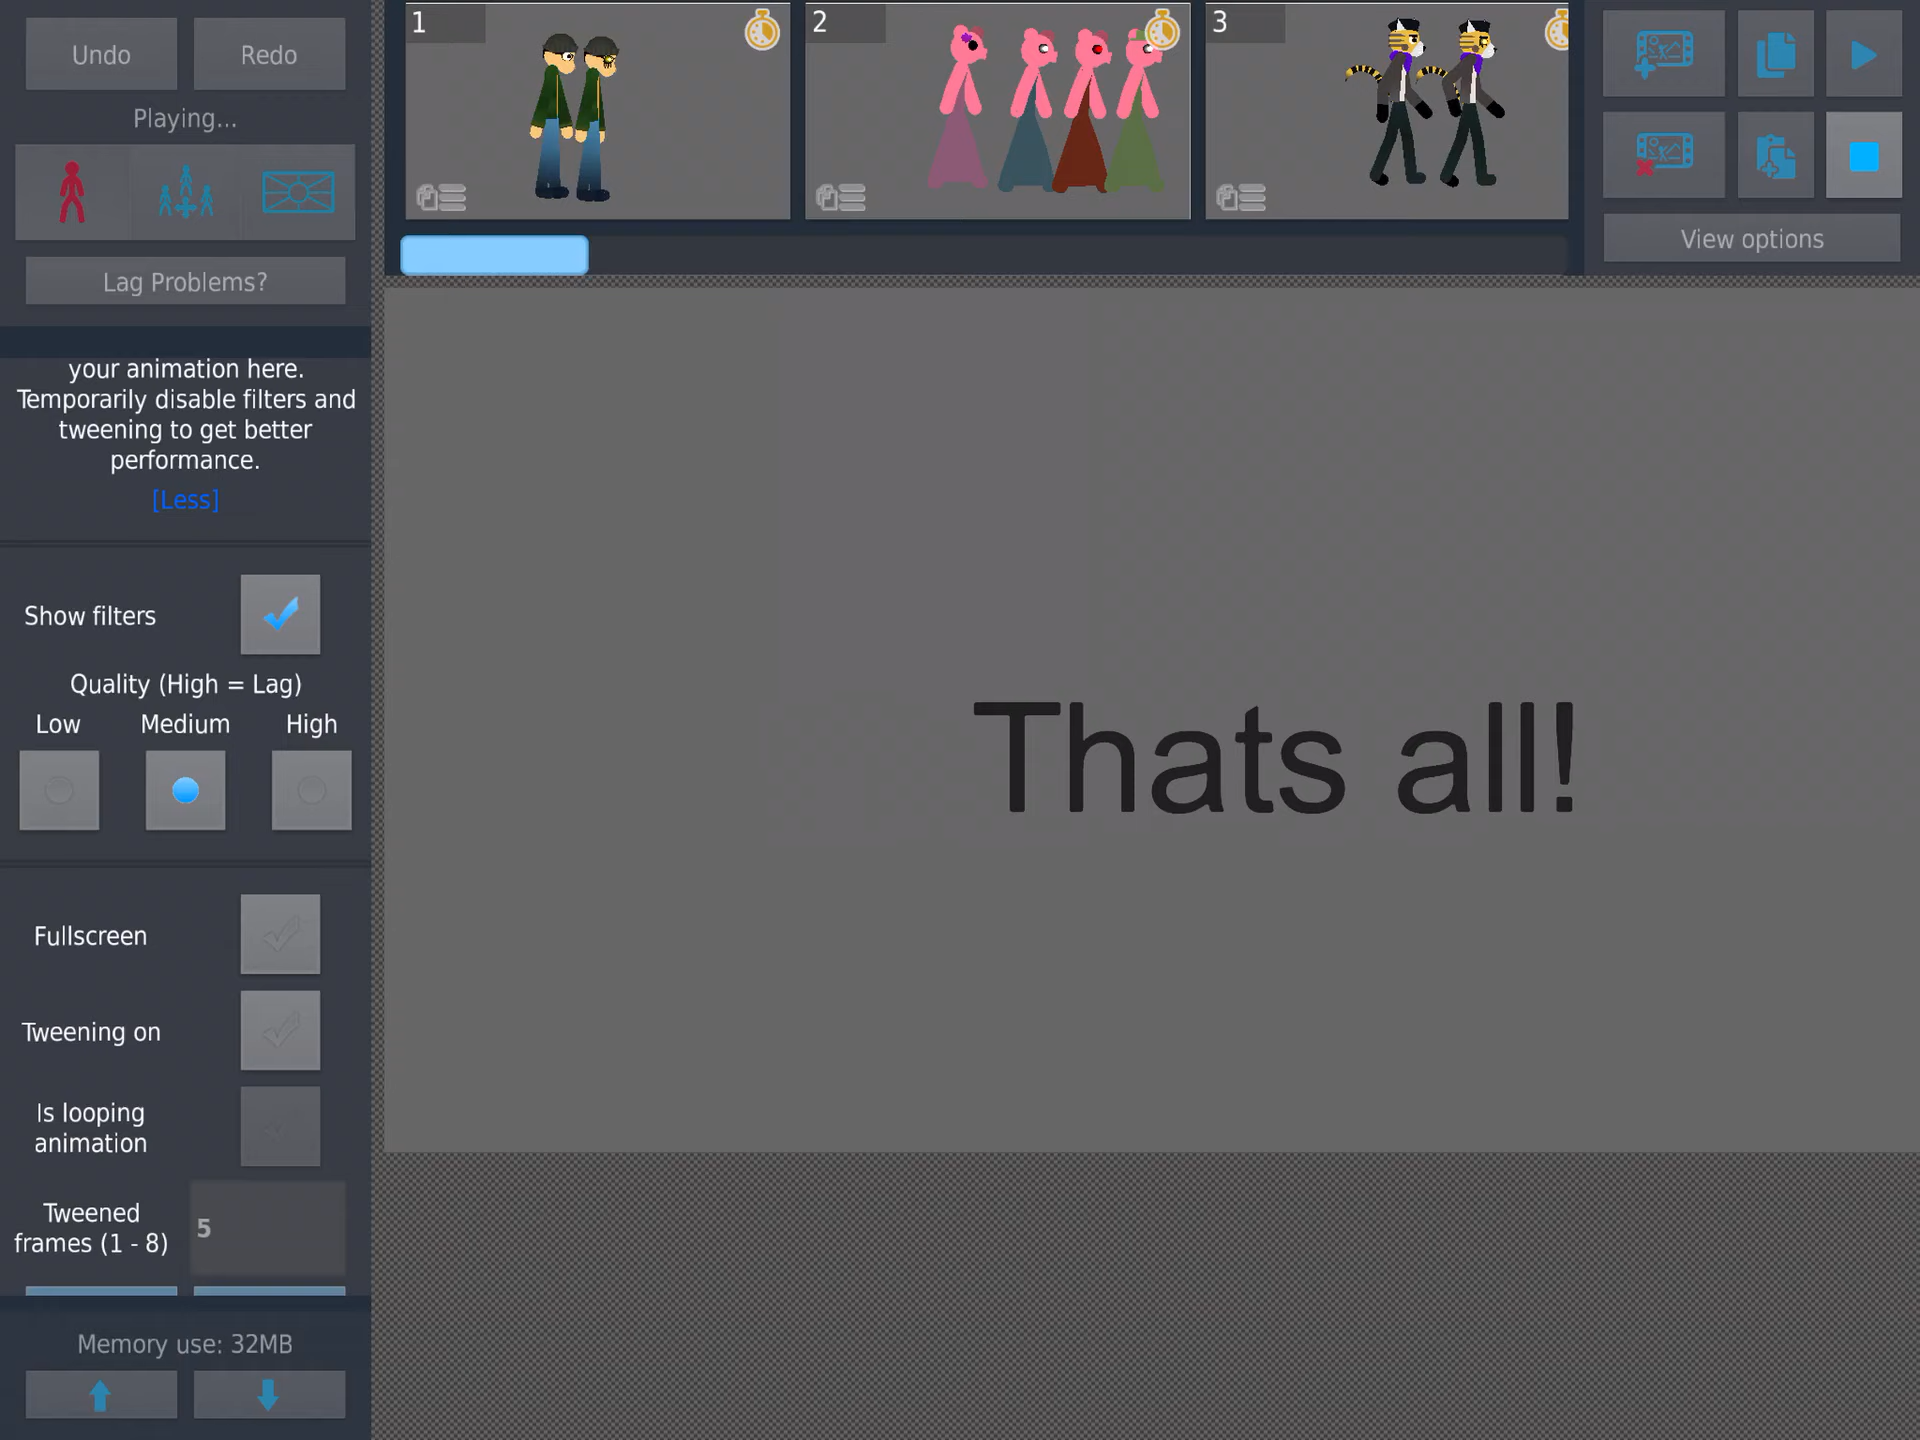 Undo
Redo
Playing...
Lag Problems?
1
2
3
View options
your animation here.
Temporarily disable filters and
tweening to get better
performance.
[Less]
Show filters
Quality (High = Lag)
Low
Medium
High
Fullscreen
Tweening on
Is looping
animation
Tweened
frames (1 - 8)
5
Memory use: 32MB
Thats all!